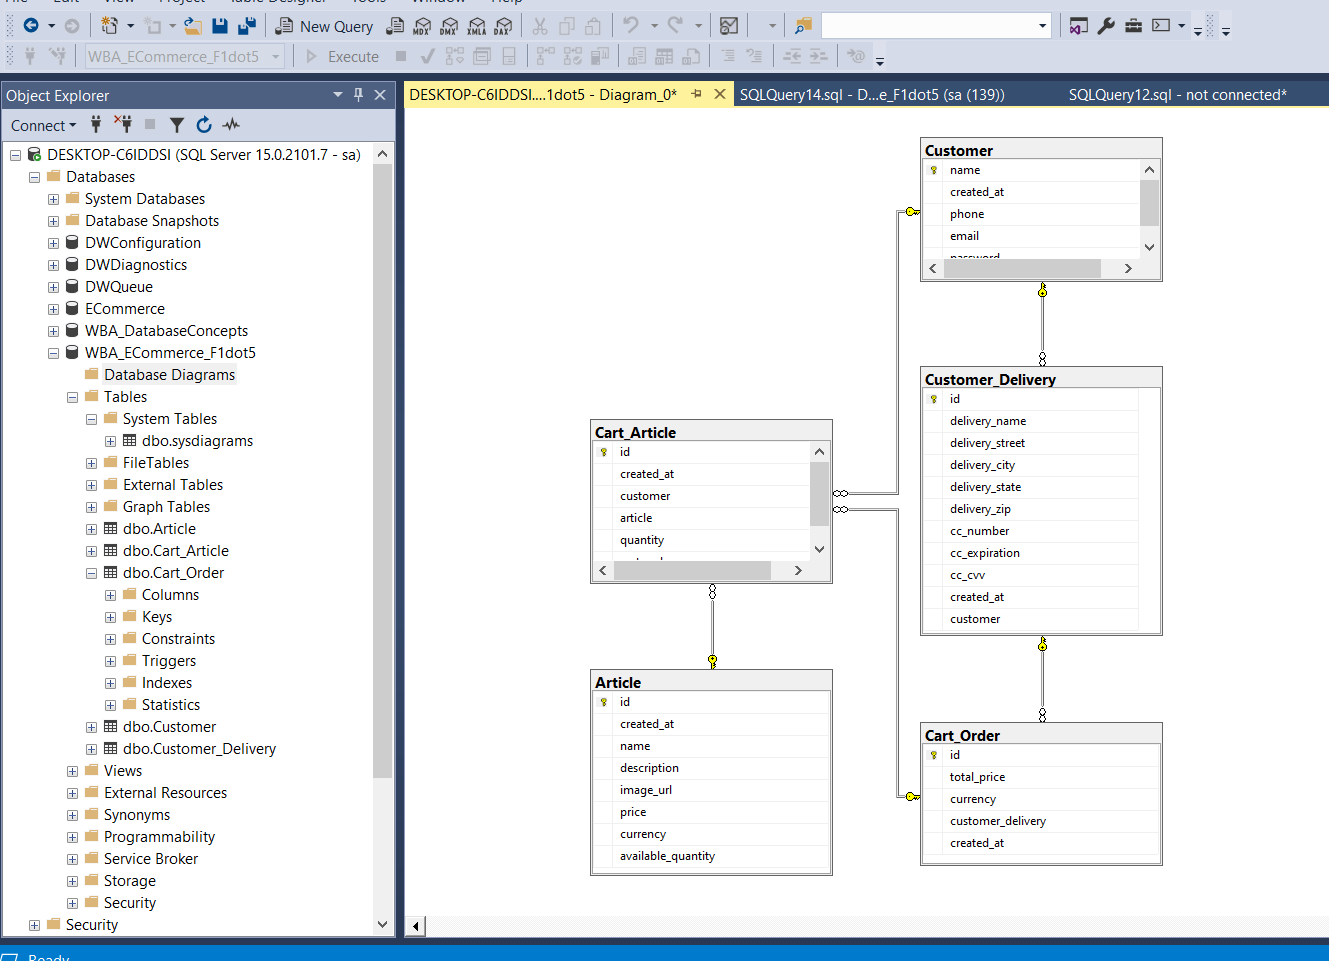 New Query
MDX
DMX
XMLA
DAX
WBA_ECommerce_F1dot5
Execute
Object Explorer
Connect
DESKTOP-C6IDDSI (SQL Server 15.0.2101.7 - sa)
Databases
System Databases
Database Snapshots
DWConfiguration
DWDiagnostics
DWQueue
ECommerce
WBA_DatabaseConcepts
WBA_ECommerce_F1dot5
Database Diagrams
Tables
System Tables
dbo.sysdiagrams
FileTables
External Tables
Graph Tables
dbo.Article
dbo.Cart_Article
dbo.Cart_Order
Columns
Keys
Constraints
Triggers
Indexes
Statistics
dbo.Customer
dbo.Customer_Delivery
Views
External Resources
Synonyms
Programmability
Service Broker
Storage
Security
Security
DESKTOP-C6IDDSI....1dot5 - Diagram_0*
SQLQuery14.sql - D...e_F1dot5 (sa (139))
SQLQuery12.sql - not connected*
Customer
name
created_at
phone
email
password
Customer_Delivery
id
delivery_name
delivery_street
delivery_city
delivery_state
delivery_zip
cc_number
cc_expiration
cc_cvv
created_at
customer
Cart_Article
id
created_at
customer
article
quantity
Article
id
created_at
name
description
image_url
price
currency
available_quantity
Cart_Order
id
total_price
currency
customer_delivery
created_at
Ready